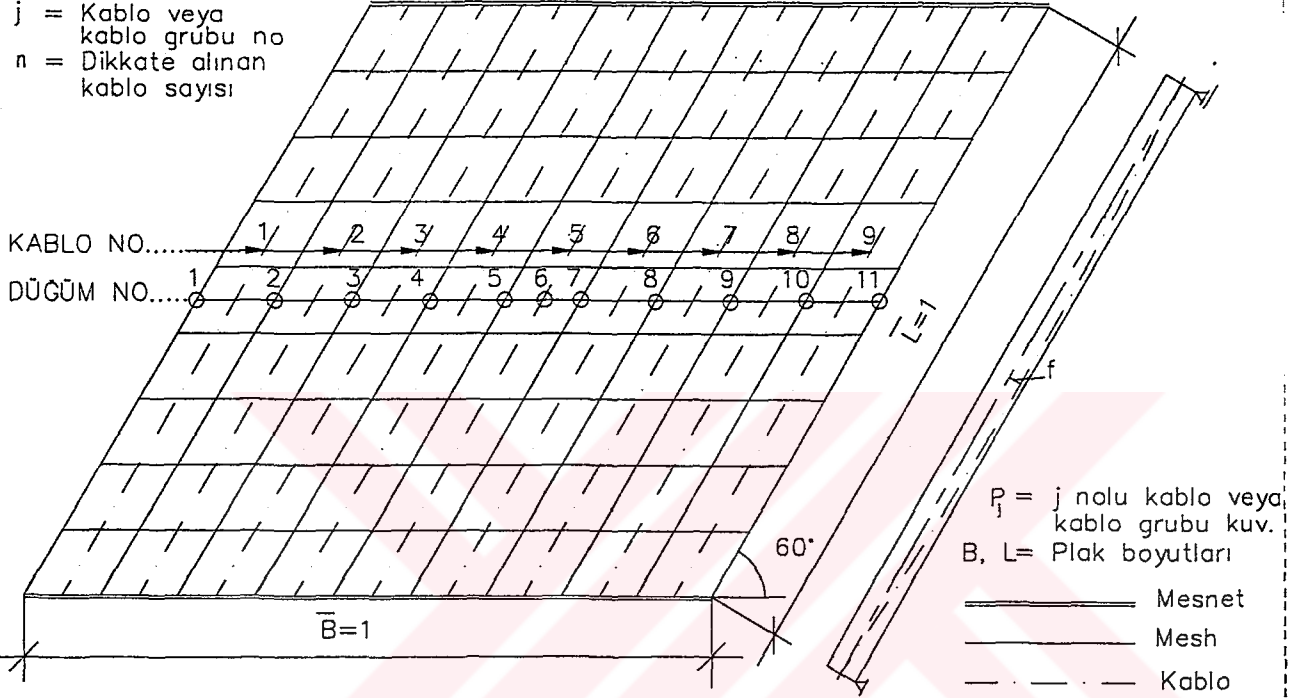 j = Kablo veya
kablo grubu no
n = Dikkate alınan
kablo sayısı
KABLO NO.....
1 2 3 4 5 6 7 8 9
DÜĞÜM NO.....
1 2 3 4 5 6 7 8 9 10 11
L̅=1
f
60°
B̅=1
Pj = j nolu kablo veya
kablo grubu kuv.
B, L= Plak boyutları
Mesnet
Mesh
Kablo